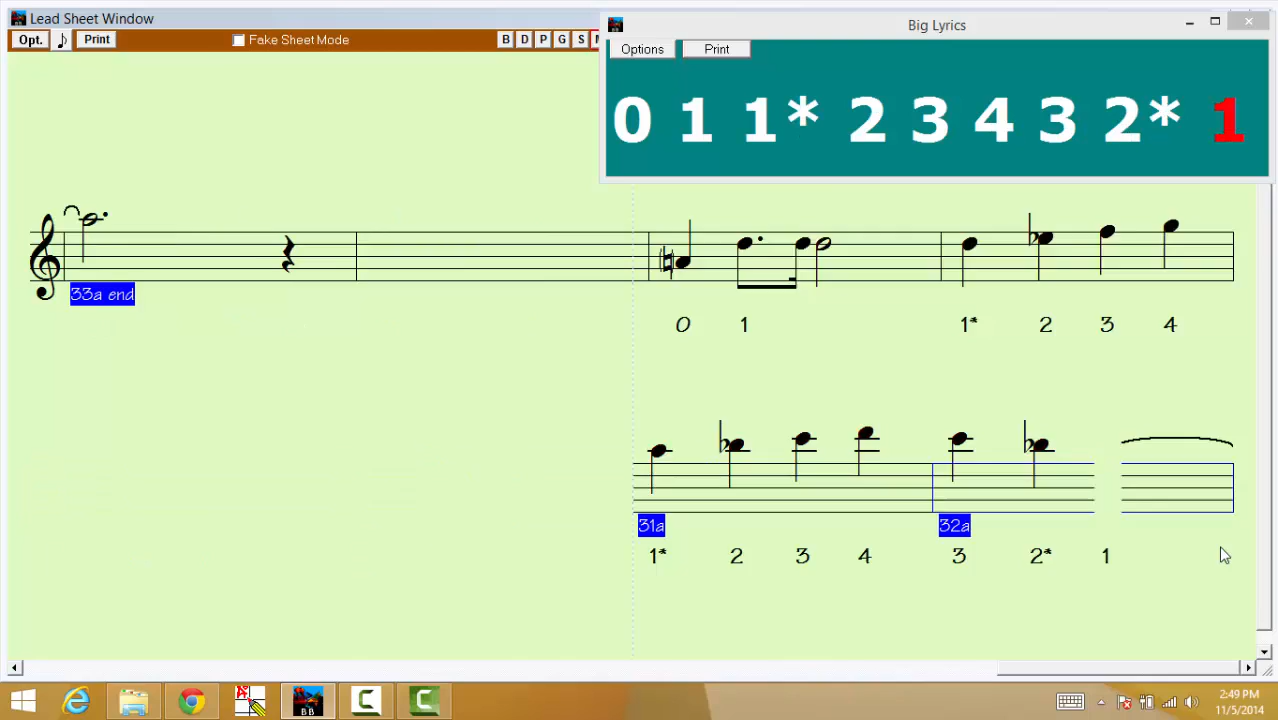 Lead Sheet Window
Big Lyrics
Opt. Print Fake Sheet Mode B D P G S
Options Print
0 1 1* 2 3 4 3 2* 1
33a end
0 1 1* 2 3 4
31a 32a
1* 2 3 4 3 2* 1
BB
2:49 PM
11/5/2014